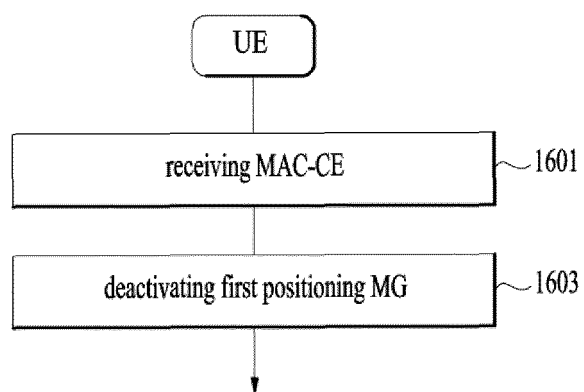 UE
receiving MAC-CE
1601
deactivating first positioning MG
1603